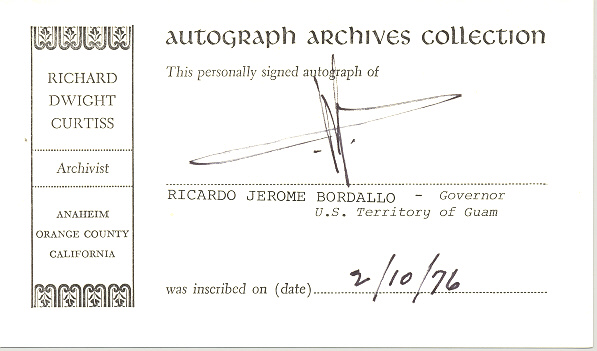 AUTOGRAPH ARCHIVES COLLECTION
This personally signed autograph of
RICARDO JEROME BORDALLO - Governor
U.S. Territory of Guam
was inscribed on (date) 2/10/76
RICHARD
DWIGHT
CURTISS
Archivist
ANAHEIM
ORANGE COUNTY
CALIFORNIA